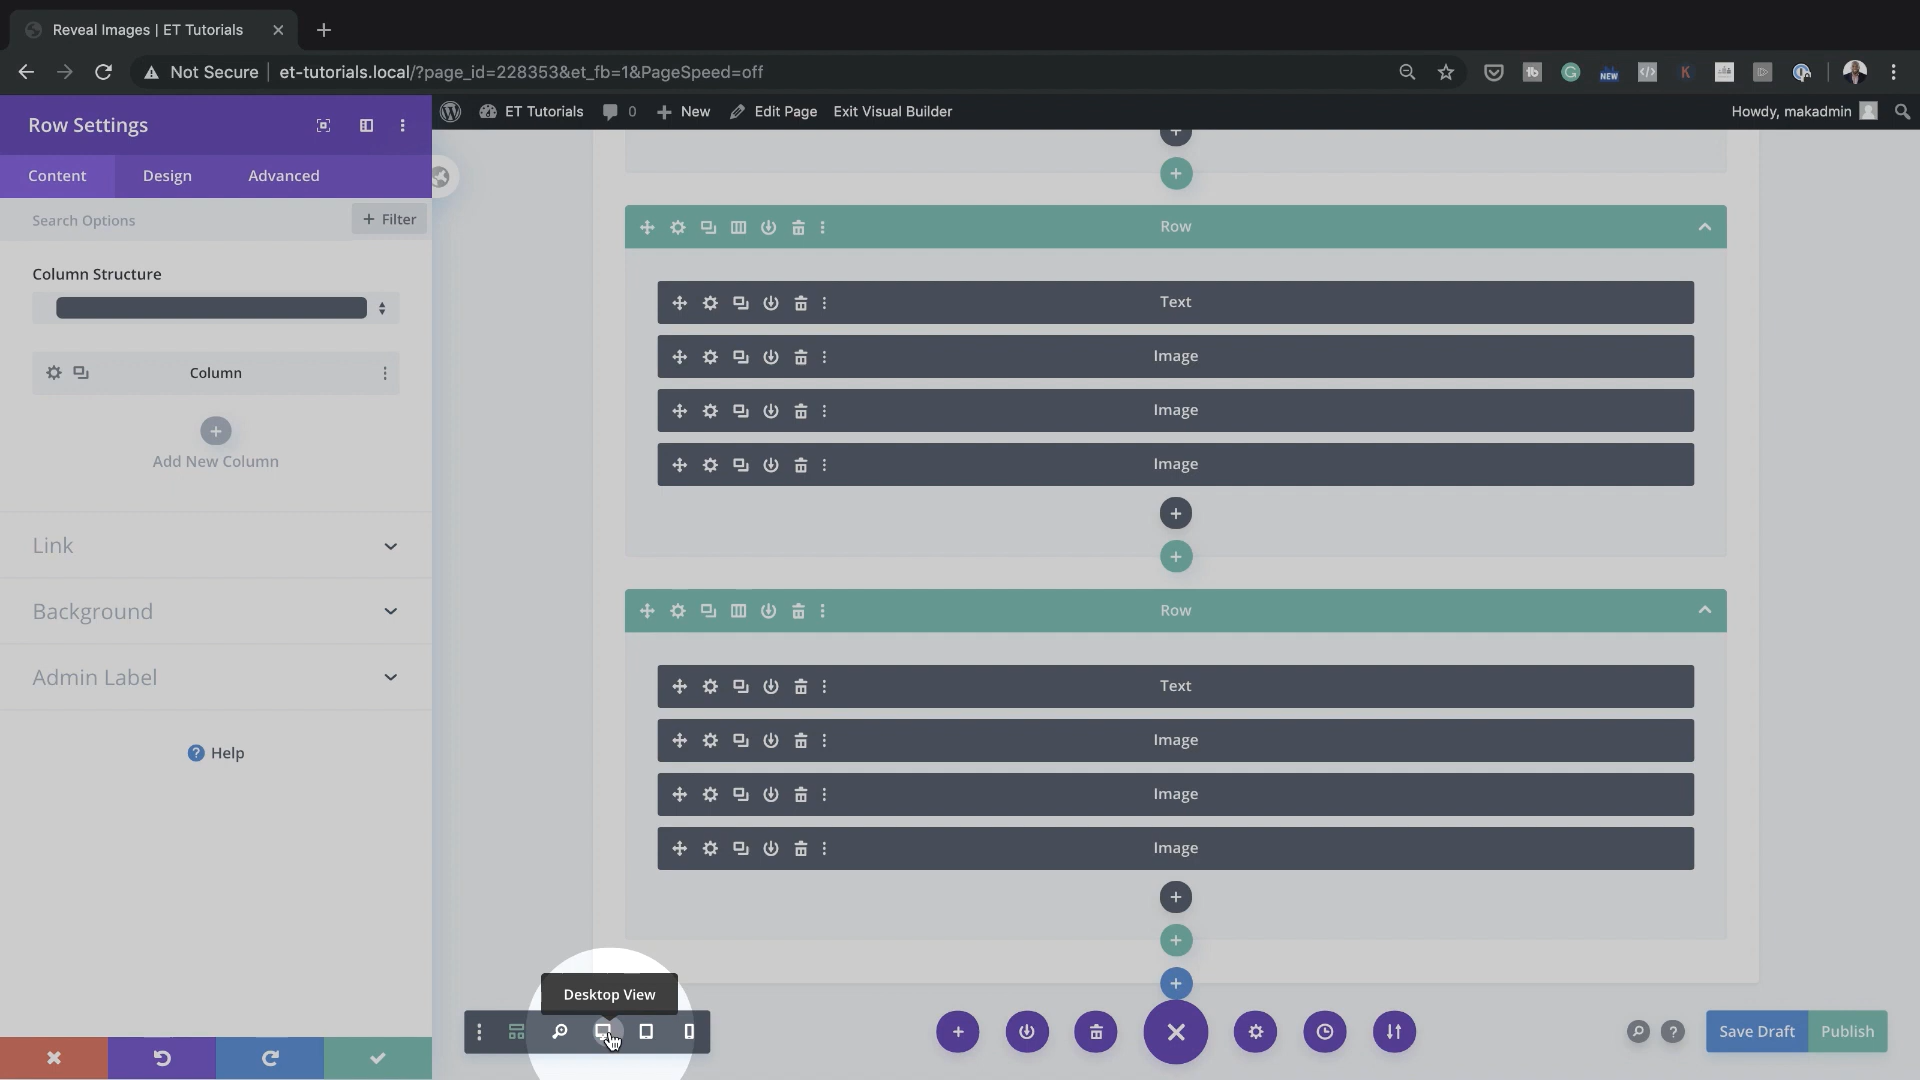 Reveal Images | ET Tutorials
Not Secure
et-tutorials.local/?page_id=228353&et_fb=1&PageSpeed=off
NEW
Row Settings
ET Tutorials
0
New
Edit Page
Exit Visual Builder
Howdy, makadmin
Content
Design
Advanced
Search Options
+ Filter
Column Structure
Column
Add New Column
Link
Background
Admin Label
Help
Row
Text
Image
Image
Image
Row
Text
Image
Image
Image
Desktop View
Save Draft
Publish